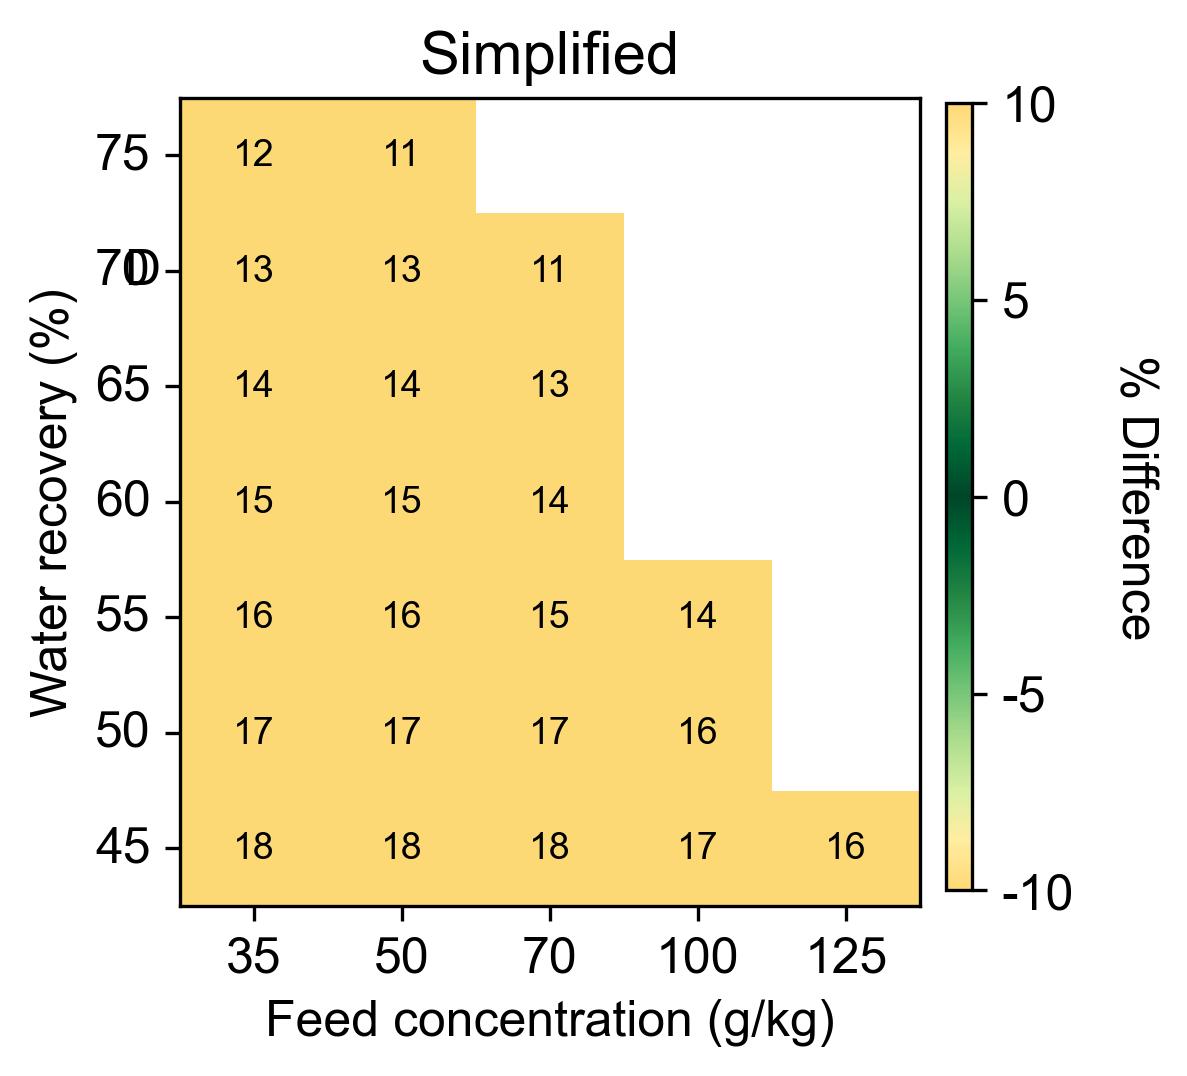 Simplified
75 12 11
70 D 13 13 11
65 14 14 13
60 15 15 14
55 16 16 15 14
50 17 17 17 16
45 18 18 18 17 16
35 50 70 100 125
Feed concentration (g/kg)
Water recovery (%)
10
5
0
-5
-10
% Difference